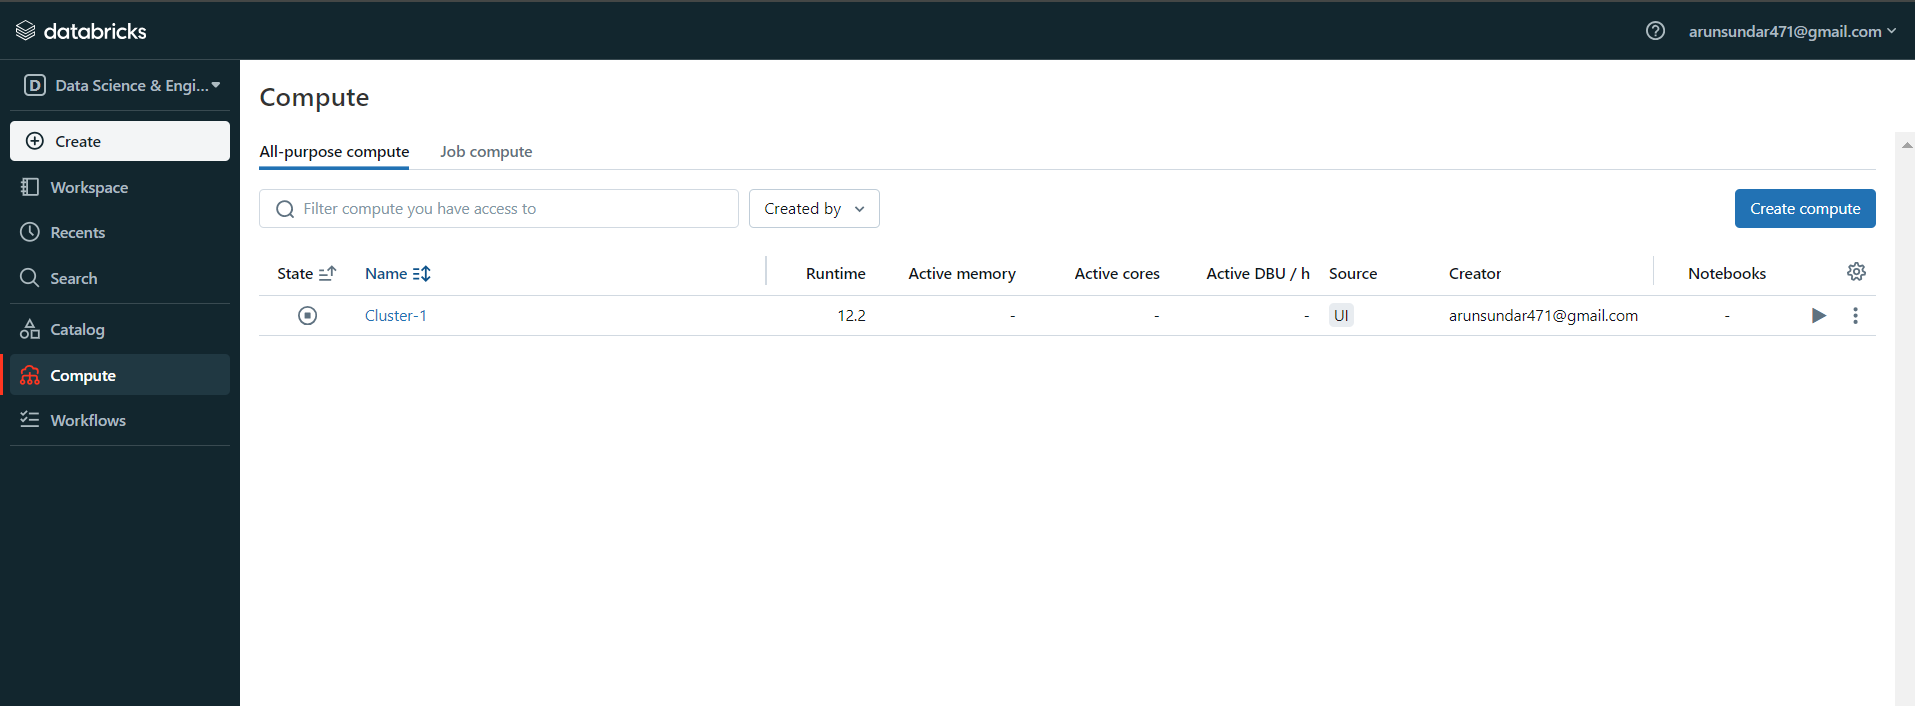 databricks
arunsundar471@gmail.com
D Data Science & Engi...
Create
Workspace
Recents
Search
Catalog
Compute
Workflows
Compute
All-purpose compute Job compute
Filter compute you have access to Created by Create compute
State Name Runtime Active memory Active cores Active DBU / h Source Creator Notebooks
Cluster-1 12.2 - - - UI arunsundar471@gmail.com -